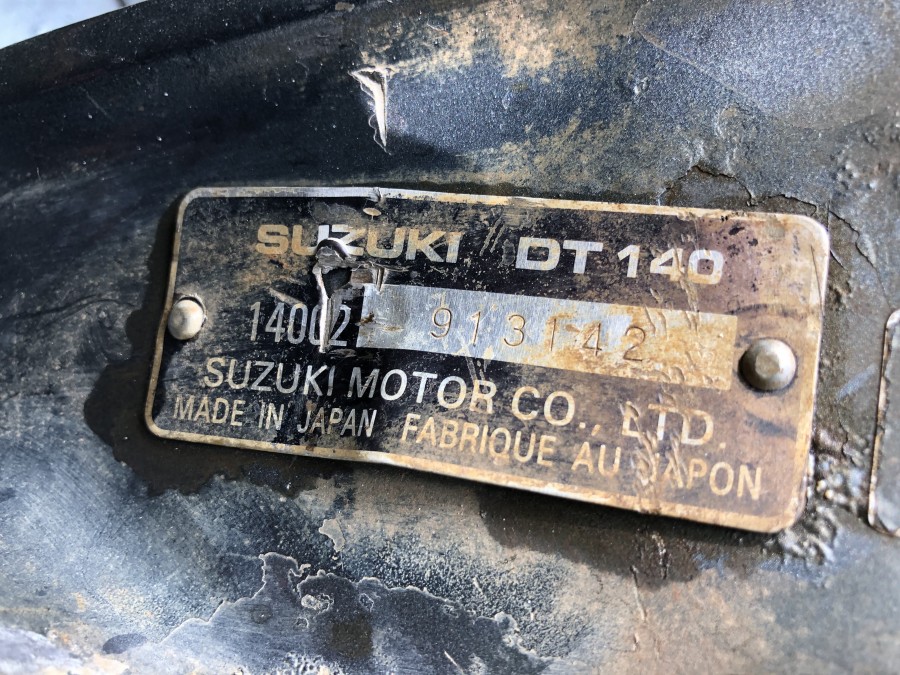 SUZUKI DT 140
14002 - 913142
SUZUKI MOTOR CO., LTD.
MADE IN JAPAN FABRIQUE AU JAPON